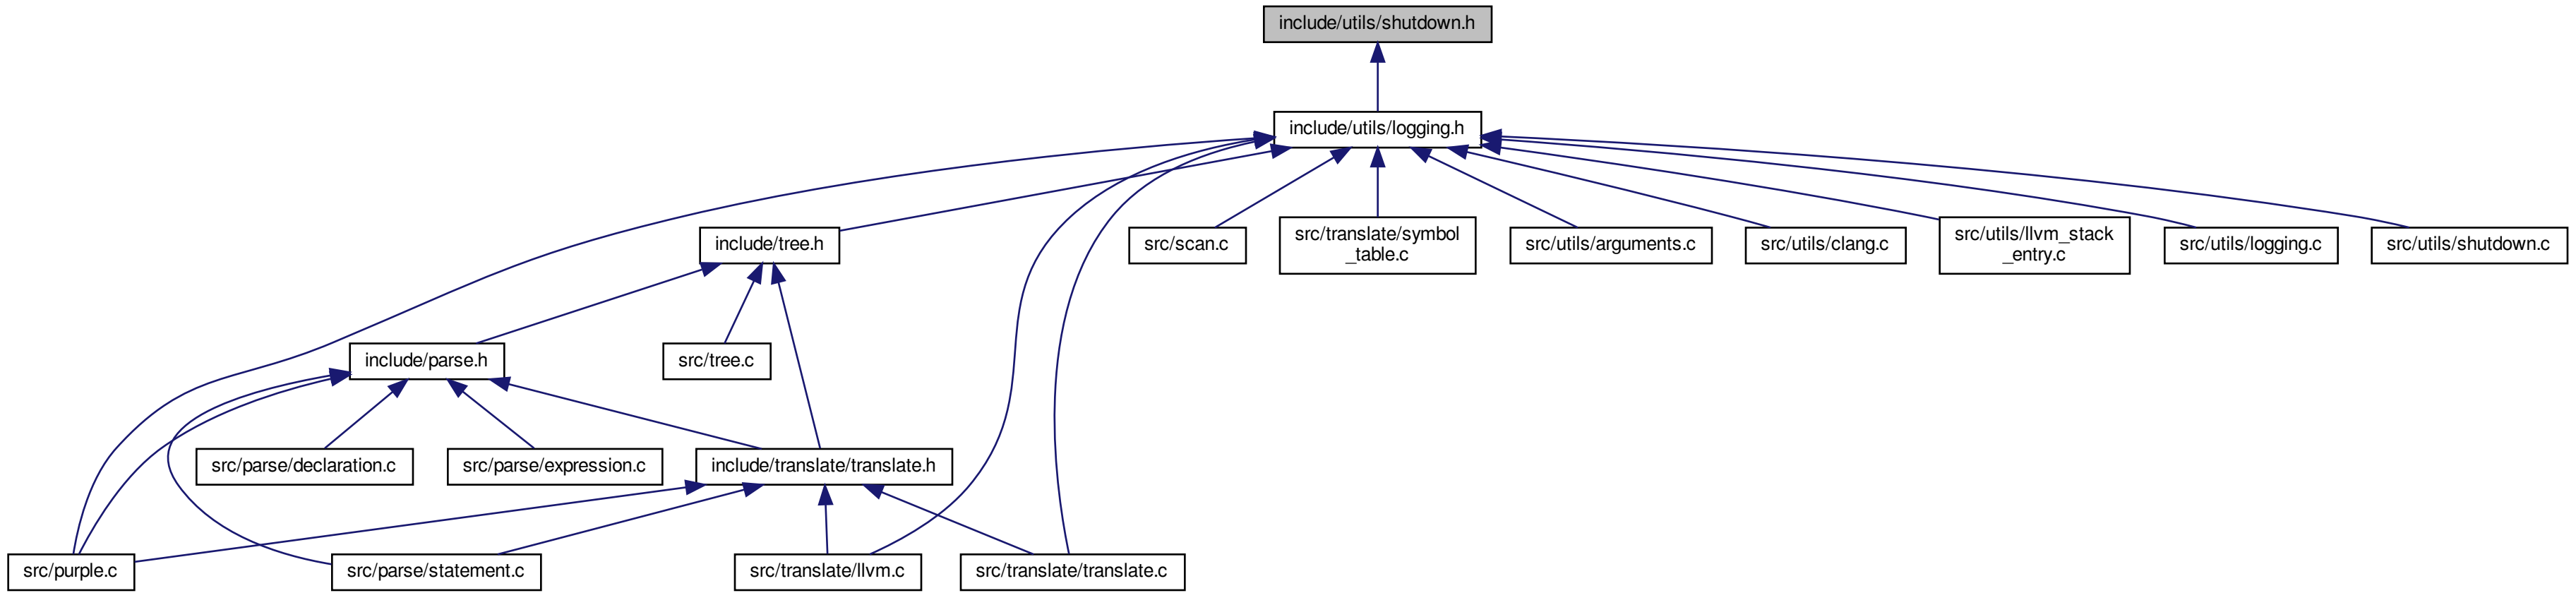 include/utils/shutdown.h
include/utils/logging.h
include/tree.h
src/scan.c
src/translate/symbol
_table.c
src/utils/arguments.c
src/utils/clang.c
src/utils/llvm_stack
_entry.c
src/utils/logging.c
src/utils/shutdown.c
include/parse.h
src/tree.c
src/parse/declaration.c
src/parse/expression.c
include/translate/translate.h
src/purple.c
src/parse/statement.c
src/translate/llvm.c
src/translate/translate.c